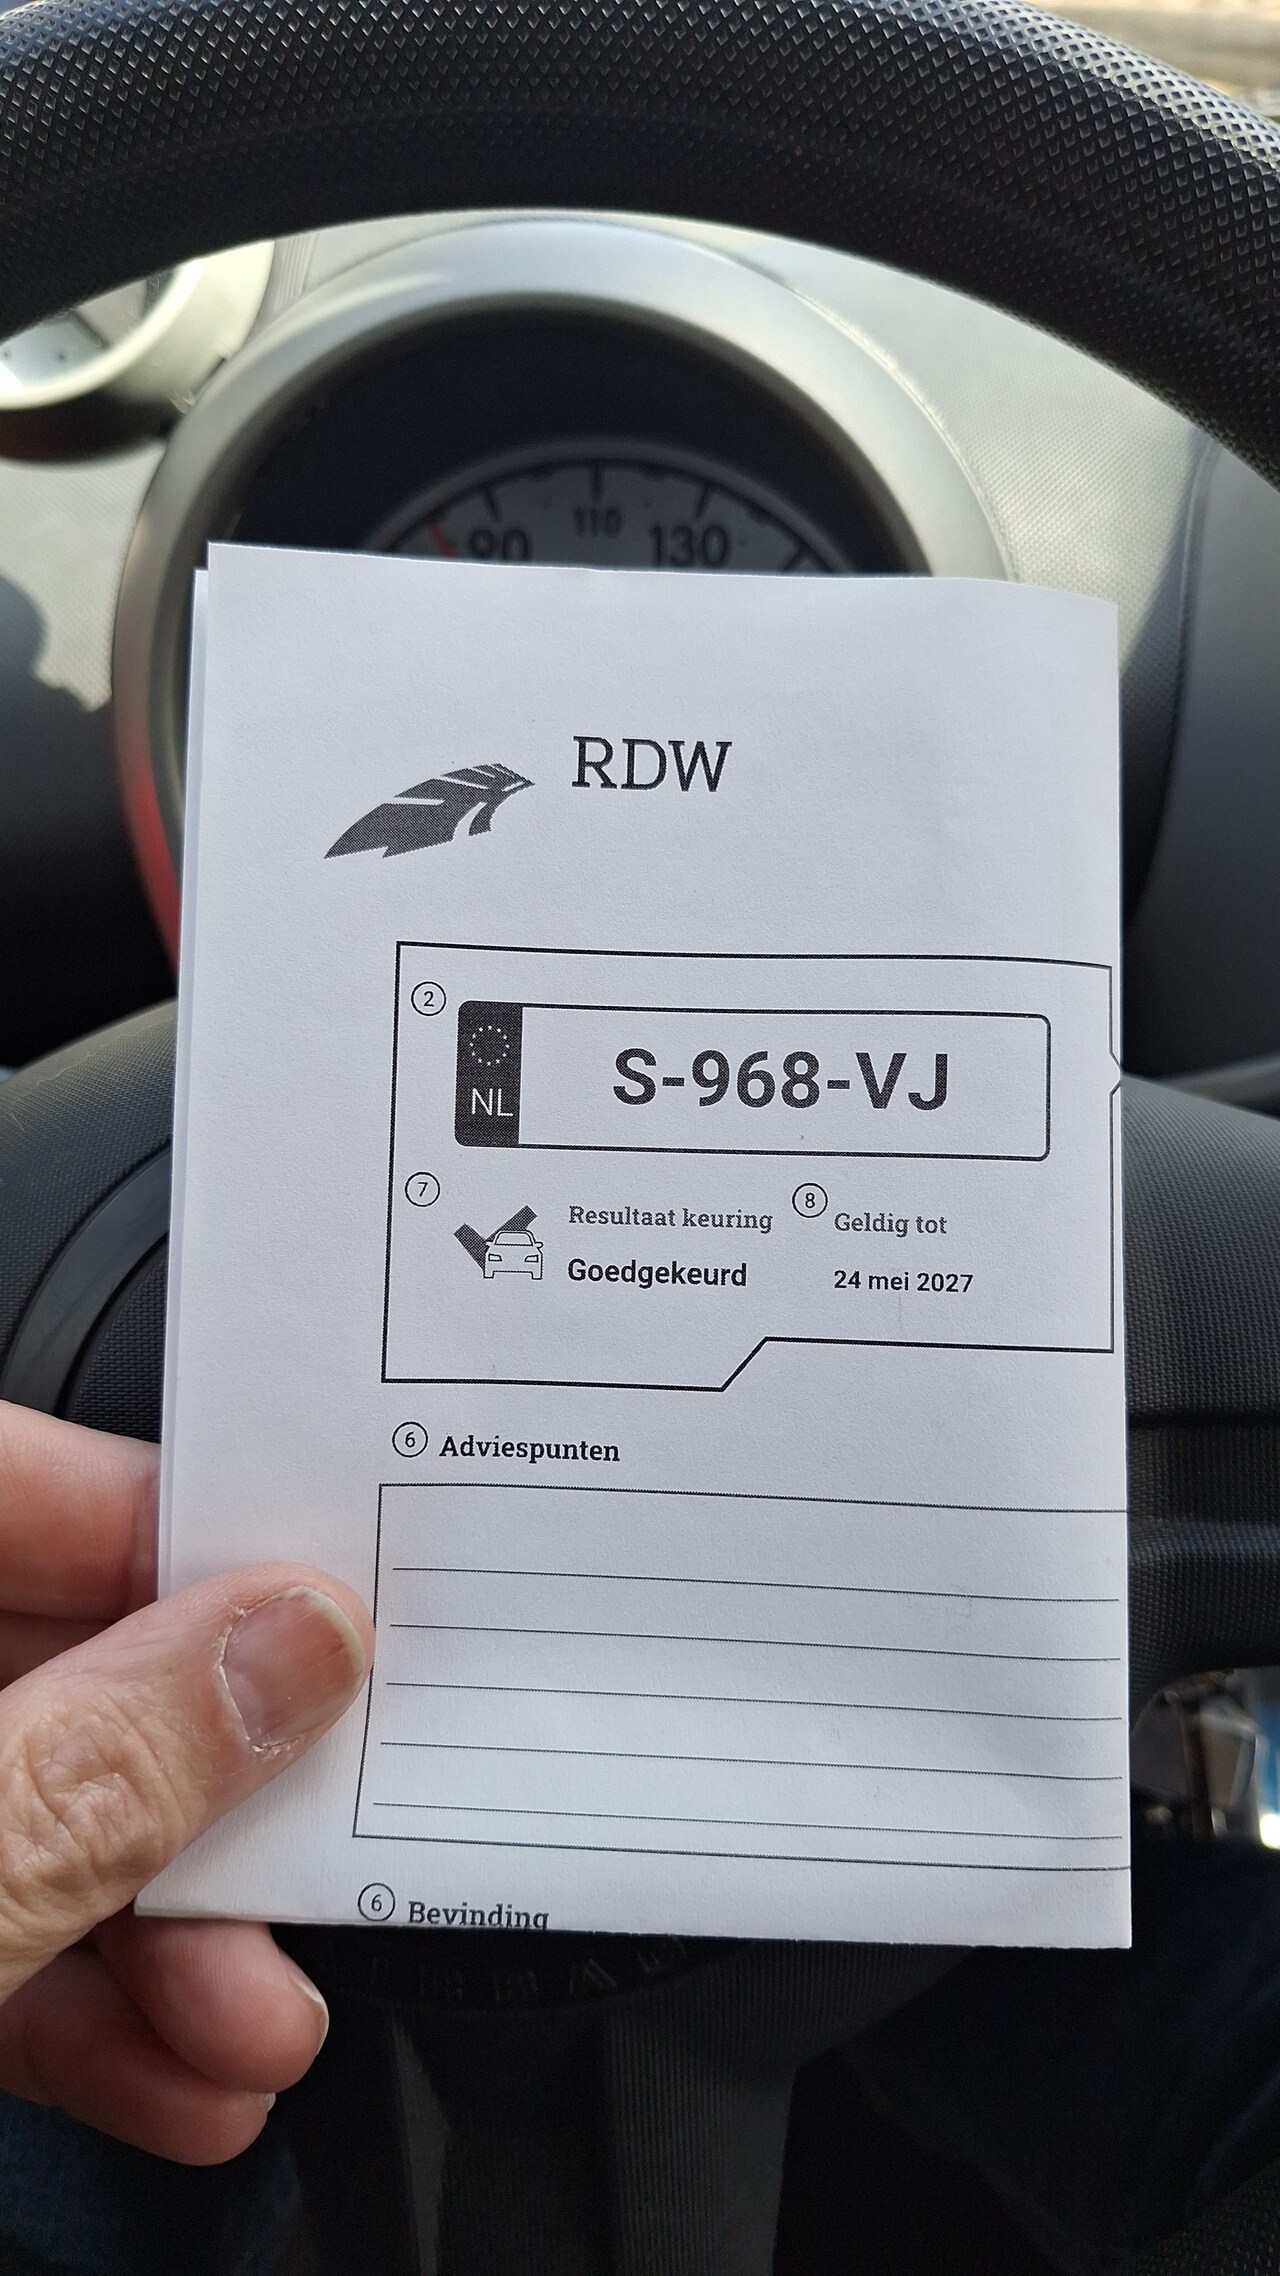 90 110 130
RDW
2
NL
S-968-VJ
7
Resultaat keuring
8
Geldig tot
Goedgekeurd
24 mei 2027
6 Adviespunten
6 Bevinding